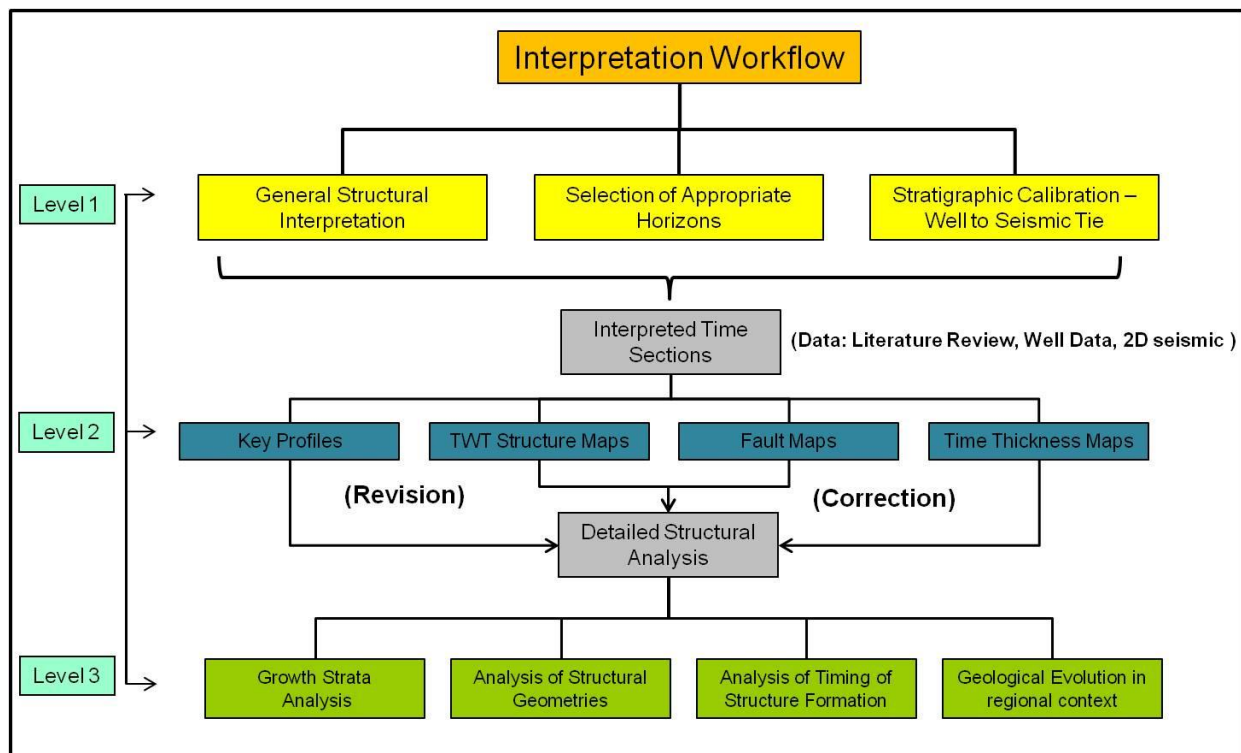 Interpretation Workflow
Level 1
General Structural
Interpretation
Selection of Appropriate
Horizons
Stratigraphic Calibration –
Well to Seismic Tie
Interpreted Time
Sections
(Data: Literature Review, Well Data, 2D seismic )
Level 2
Key Profiles
TWT Structure Maps
Fault Maps
Time Thickness Maps
(Revision)
(Correction)
Detailed Structural
Analysis
Level 3
Growth Strata
Analysis
Analysis of Structural
Geometries
Analysis of Timing of
Structure Formation
Geological Evolution in
regional context